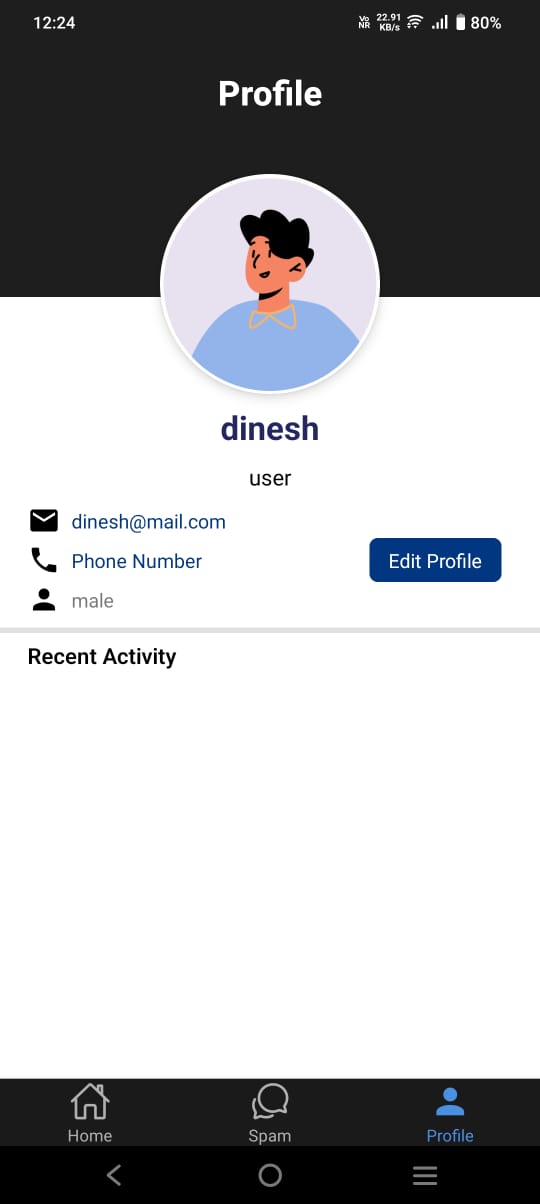 12:24
Vo NR 22.91 KB/s 80%
Profile
dinesh
user
dinesh@mail.com
Phone Number
Edit Profile
male
Recent Activity
Home Spam Profile